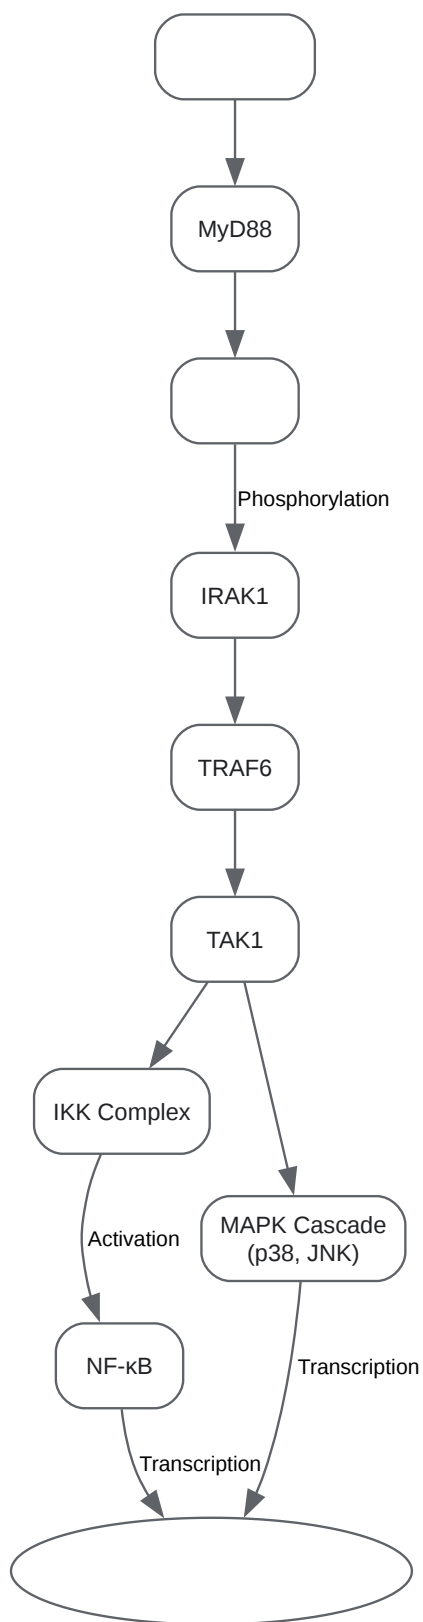 MyD88
Phosphorylation
IRAK1
TRAF6
TAK1
IKK Complex
MAPK Cascade
(p38, JNK)
Activation
NF-κB
Transcription
Transcription